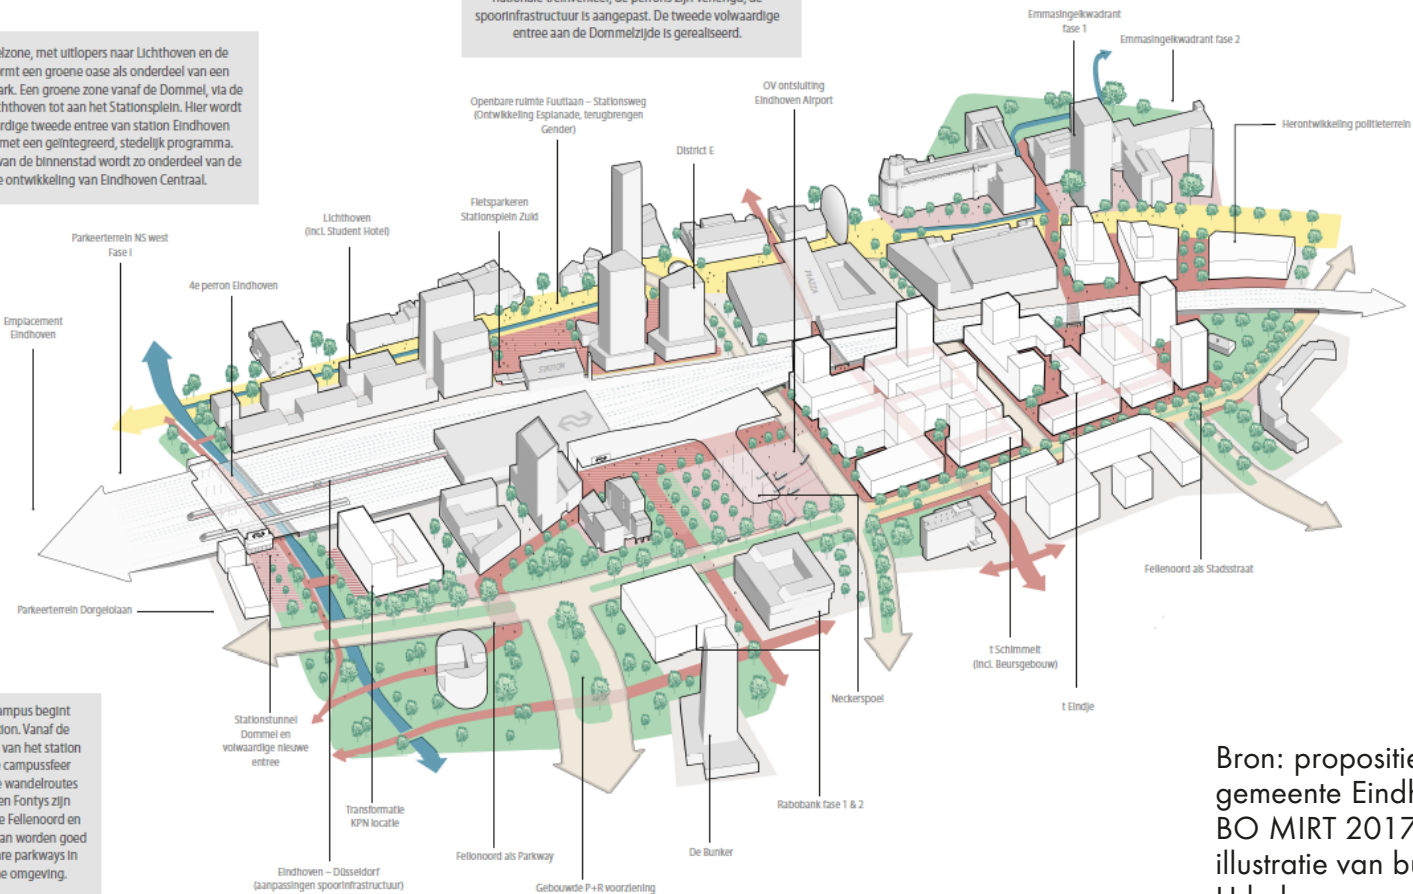 nationale treinverkeer, de perrons zijn verlengd, de
spoorinfrastructuur is aangepast. De tweede volwaardige
entree aan de Dommelzijde is gerealiseerd.
elzone, met uitlopers naar Lichthoven en de
ormt een groene oase als onderdeel van een
ark. Een groene zone vanaf de Dommel, via de
chthoven tot aan het Stationsplein. Hier wordt
ardige tweede entree van station Eindhoven
met een geïntegreerd, stedelijk programma.
van de binnenstad wordt zo onderdeel van de
e ontwikkeling van Eindhoven Centraal.
Emmasingelkwadrant
fase 1
Emmasingelkwadrant fase 2
OV ontsluiting
Eindhoven Airport
Openbare ruimte Fuutlaan – Stationsweg
(Ontwikkeling Esplanade, terugbrengen
Gender)
Herontwikkeling politieterrein
District E
Fietsparkeren
Stationsplein Zuid
Lichthoven
(incl. Student Hotel)
Parkeerterrein NS west
Fase I
4e perron Eindhoven
Emplacement
Eindhoven
PIAZZA
STATION
Fellenoord als Stadsstraat
Parkeerterrein Dorgelolaan
t Schimmelt
(incl. Beursgebouw)
Neckerspoel
t Eindje
Stationstunnel
Dommel en
volwaardige nieuwe
entree
ampus begint
tion. Vanaf de
van het station
e campussfeer
e wandelroutes
en Fontys zijn
e Fellenoord en
an worden goed
are parkways in
ne omgeving.
Transformatie
KPN locatie
Rabobank fase 1 & 2
De Bunker
Fellenoord als Parkway
Eindhoven – Düsseldorf
(aanpassingen spoorinfrastructuur)
Gebouwde P+R voorziening
Bron: propositie
gemeente Eindh
BO MIRT 2017
illustratie van bu